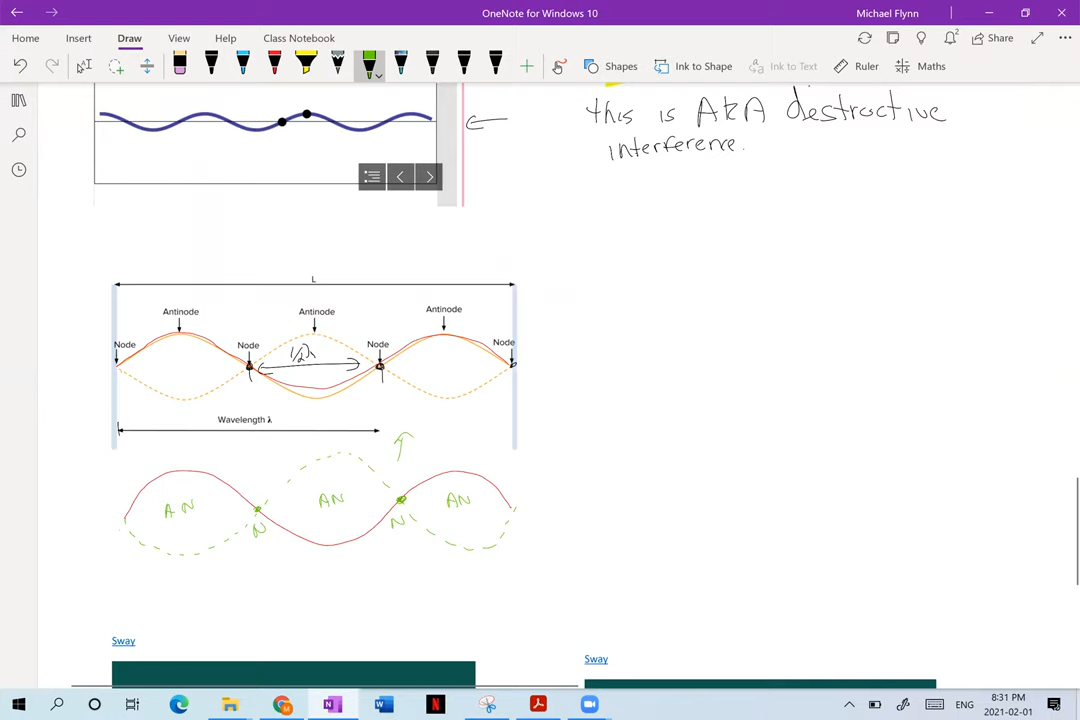 OneNote for Windows 10
Michael Flynn
Home Insert Draw View Help Class Notebook
Share
Shapes Ink to Shape Ink to Text Ruler Maths
this is AKA destructive
interference.
L
Antinode Antinode Antinode
Node Node Node Node
1/2λ
Wavelength λ
AN AN AN
N N
Sway
Sway
8:31 PM
ENG
2021-02-01